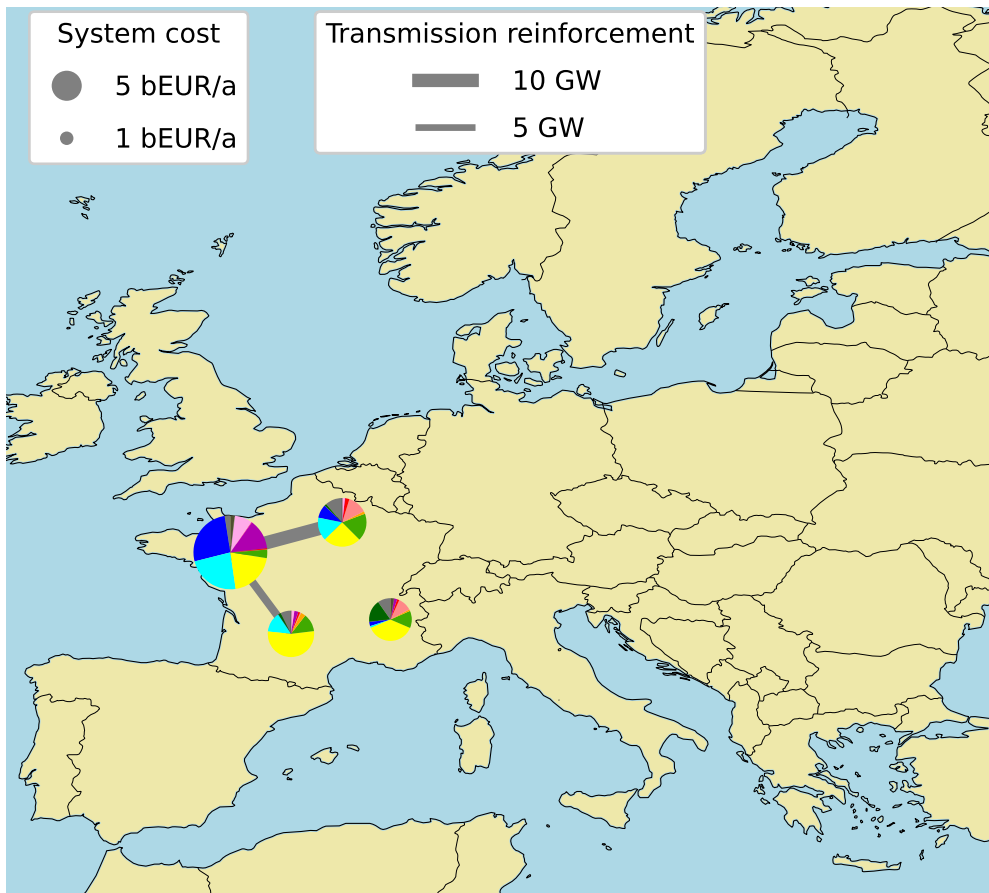 System cost
5 bEUR/a
1 bEUR/a
Transmission reinforcement
10 GW
5 GW